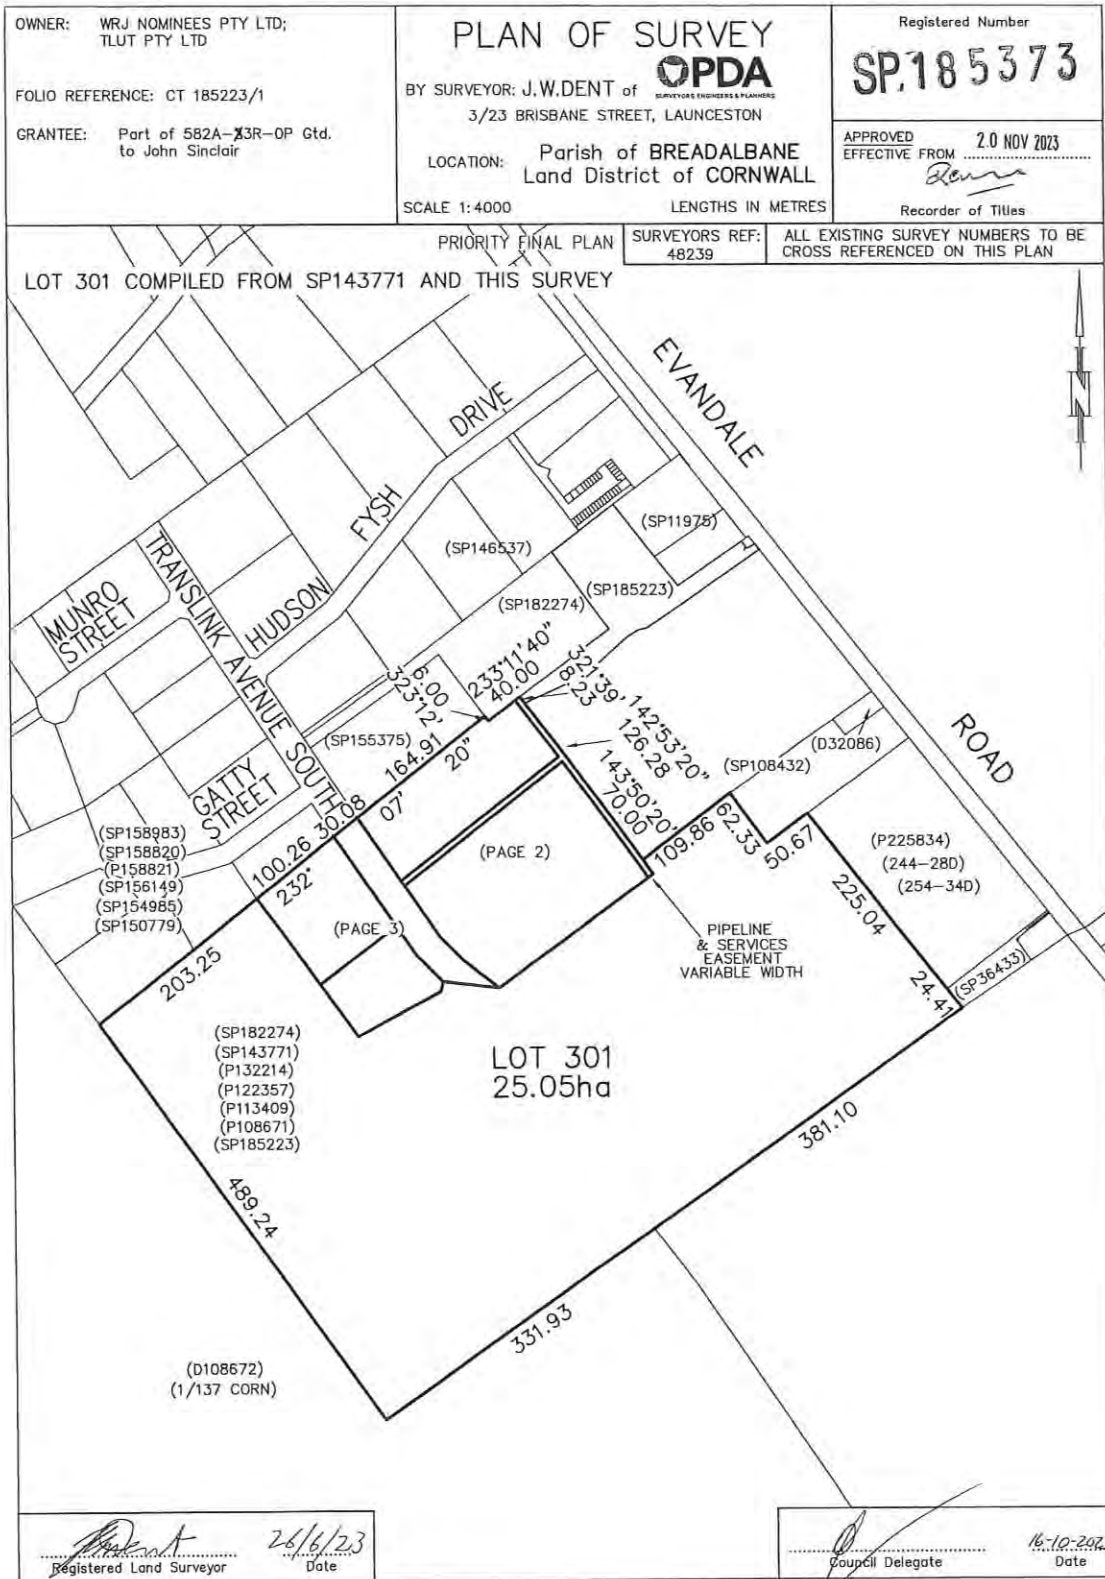 OWNER: WRJ NOMINEES PTY LTD;
TLUT PTY LTD
FOLIO REFERENCE: CT 185223/1
GRANTEE: Part of 582A-23R-0P Gtd.
to John Sinclair
PLAN OF SURVEY
BY SURVEYOR: J.W.DENT of PDA
SURVEYORS ENGINEERS & PLANNERS
3/23 BRISBANE STREET, LAUNCESTON
LOCATION: Parish of BREADALBANE
Land District of CORNWALL
SCALE 1:4000 LENGTHS IN METRES
Registered Number
SP.185373
APPROVED
EFFECTIVE FROM 20 NOV 2023
Recorder of Titles
PRIORITY FINAL PLAN
SURVEYORS REF:
48239
ALL EXISTING SURVEY NUMBERS TO BE
CROSS REFERENCED ON THIS PLAN
LOT 301 COMPILED FROM SP143771 AND THIS SURVEY
N
EVANDALE
ROAD
HUDSON
FYSH
DRIVE
TRANSLINK AVENUE SOUTH
MUNRO
STREET
GATTY
STREET
(SP11975)
(SP146537)
(SP185223)
(SP182274)
(SP155375)
(D32086)
(SP108432)
(P225834)
(244-28D)
(254-34D)
(SP36433)
(SP158983)
(SP158820)
(P158821)
(SP156149)
(SP154985)
(SP150779)
233°11'40"
40.00
6.00
323°12'
321°39'
8.23
142°53'20"
126.28
143°50'20"
70.00
164.91
20"
07'
30.08
100.26
232°
203.25
109.86
62.33
50.67
225.04
24.41
(PAGE 2)
(PAGE 3)
PIPELINE
& SERVICES
EASEMENT
VARIABLE WIDTH
(SP182274)
(SP143771)
(P132214)
(P122357)
(P113409)
(P108671)
(SP185223)
LOT 301
25.05ha
381.10
489.24
331.93
(D108672)
(1/137 CORN)
26/6/23
Registered Land Surveyor Date
16-10-202
Council Delegate Date